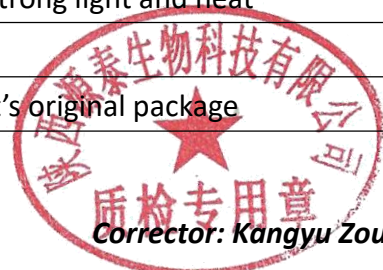 strong light and heat
陕西源泰生物科技有限公司
's original package
质检专用章
Corrector: Kangyu Zou